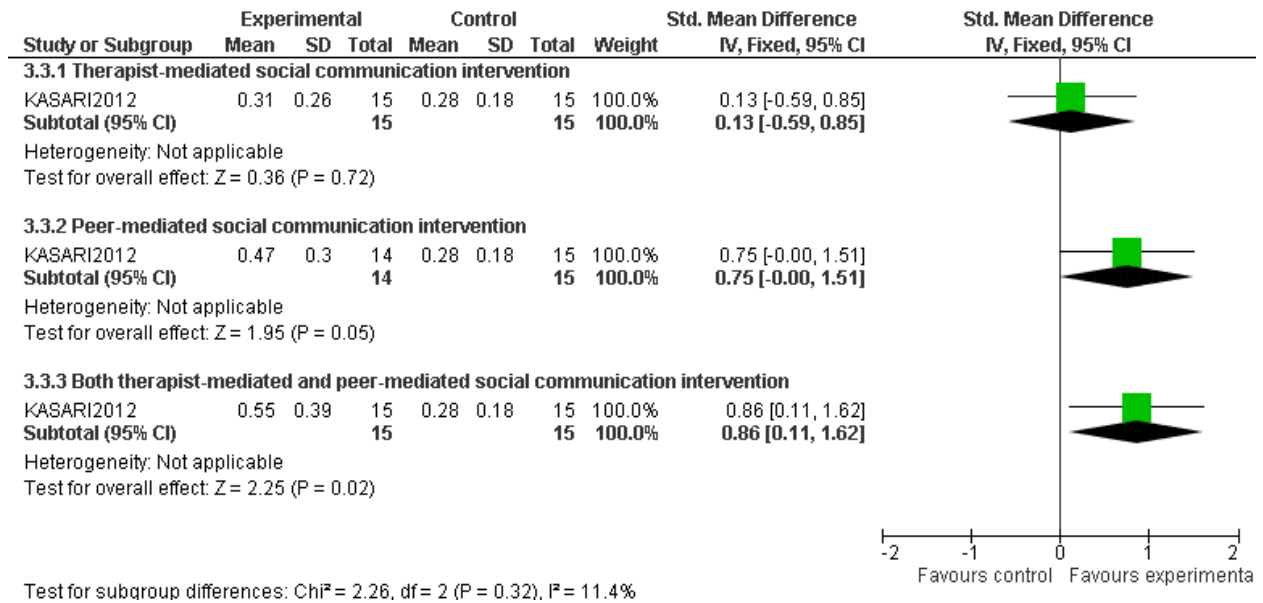 Experimental Control Std. Mean Difference Std. Mean Difference
Study or Subgroup Mean SD Total Mean SD Total Weight IV, Fixed, 95% CI IV, Fixed, 95% CI
3.3.1 Therapist-mediated social communication intervention
KASARI2012 0.31 0.26 15 0.28 0.18 15 100.0% 0.13 [-0.59, 0.85]
Subtotal (95% CI) 15 15 100.0% 0.13 [-0.59, 0.85]
Heterogeneity: Not applicable
Test for overall effect: Z = 0.36 (P = 0.72)
3.3.2 Peer-mediated social communication intervention
KASARI2012 0.47 0.3 14 0.28 0.18 15 100.0% 0.75 [-0.00, 1.51]
Subtotal (95% CI) 14 15 100.0% 0.75 [-0.00, 1.51]
Heterogeneity: Not applicable
Test for overall effect: Z = 1.95 (P = 0.05)
3.3.3 Both therapist-mediated and peer-mediated social communication intervention
KASARI2012 0.55 0.39 15 0.28 0.18 15 100.0% 0.86 [0.11, 1.62]
Subtotal (95% CI) 15 15 100.0% 0.86 [0.11, 1.62]
Heterogeneity: Not applicable
Test for overall effect: Z = 2.25 (P = 0.02)
-2 -1 0 1 2
Favours control Favours experimenta
Test for subgroup differences: Chi² = 2.26, df = 2 (P = 0.32), I² = 11.4%